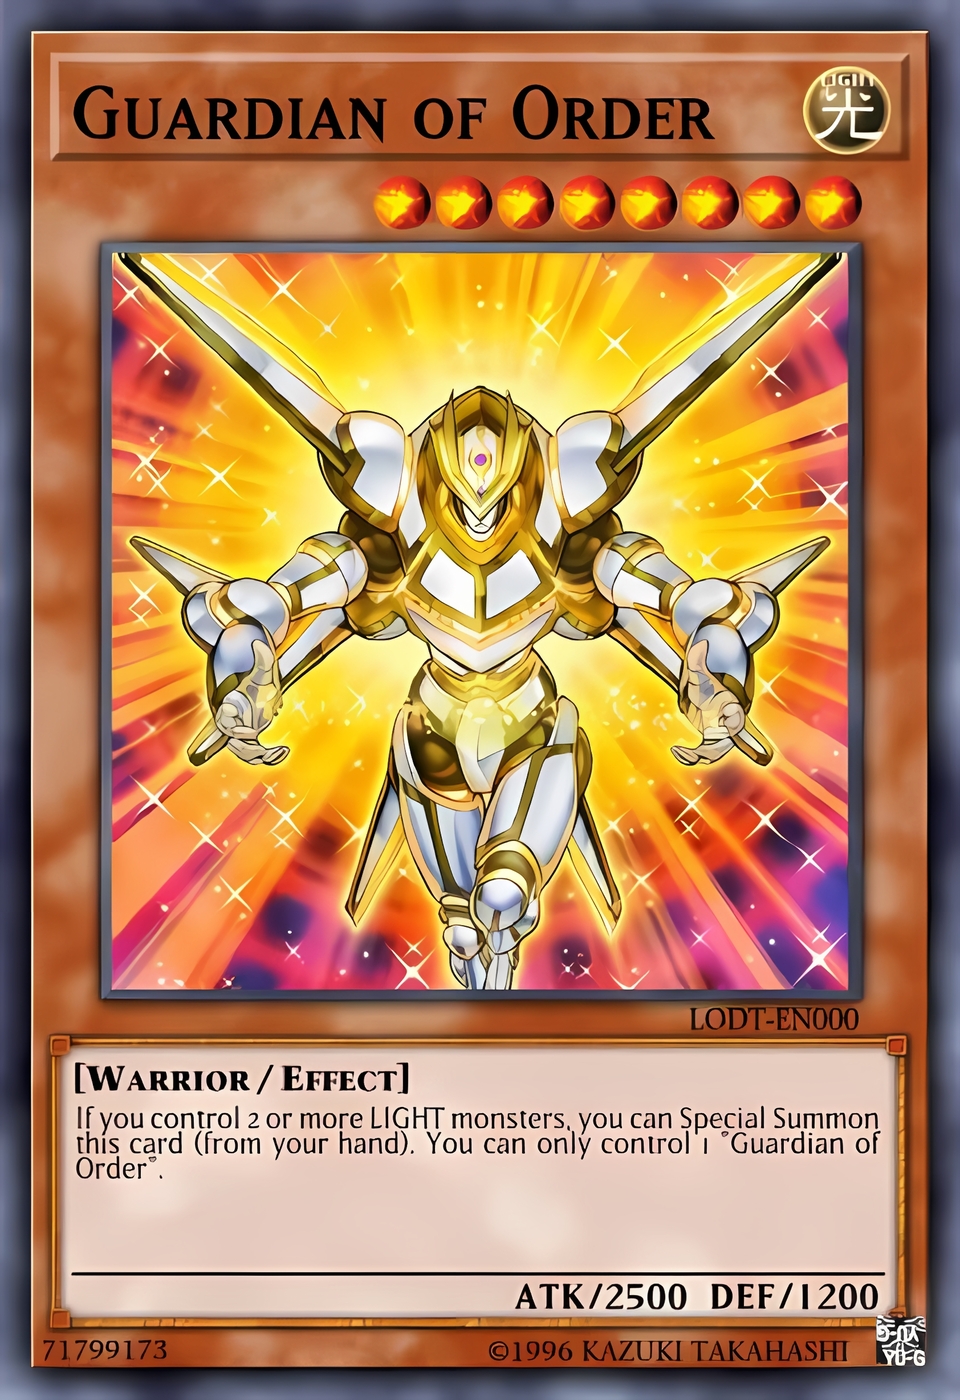 GUARDIAN OF ORDER
光
LODT-EN000
[WARRIOR / EFFECT]
If you control 2 or more LIGHT monsters, you can Special Summon
this card (from your hand). You can only control 1 "Guardian of
Order".
ATK/2500 DEF/1200
71799173
©1996 KAZUKI TAKAHASHI